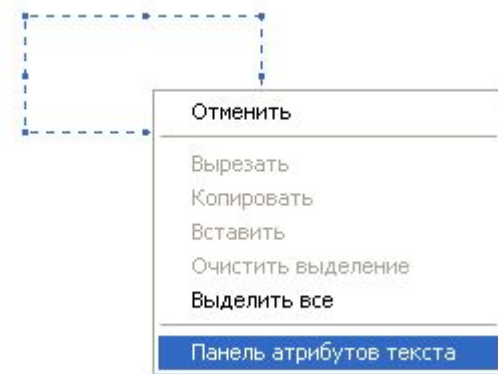 Отменить
Вырезать
Копировать
Вставить
Очистить выделение
Выделить все
Панель атрибутов текста